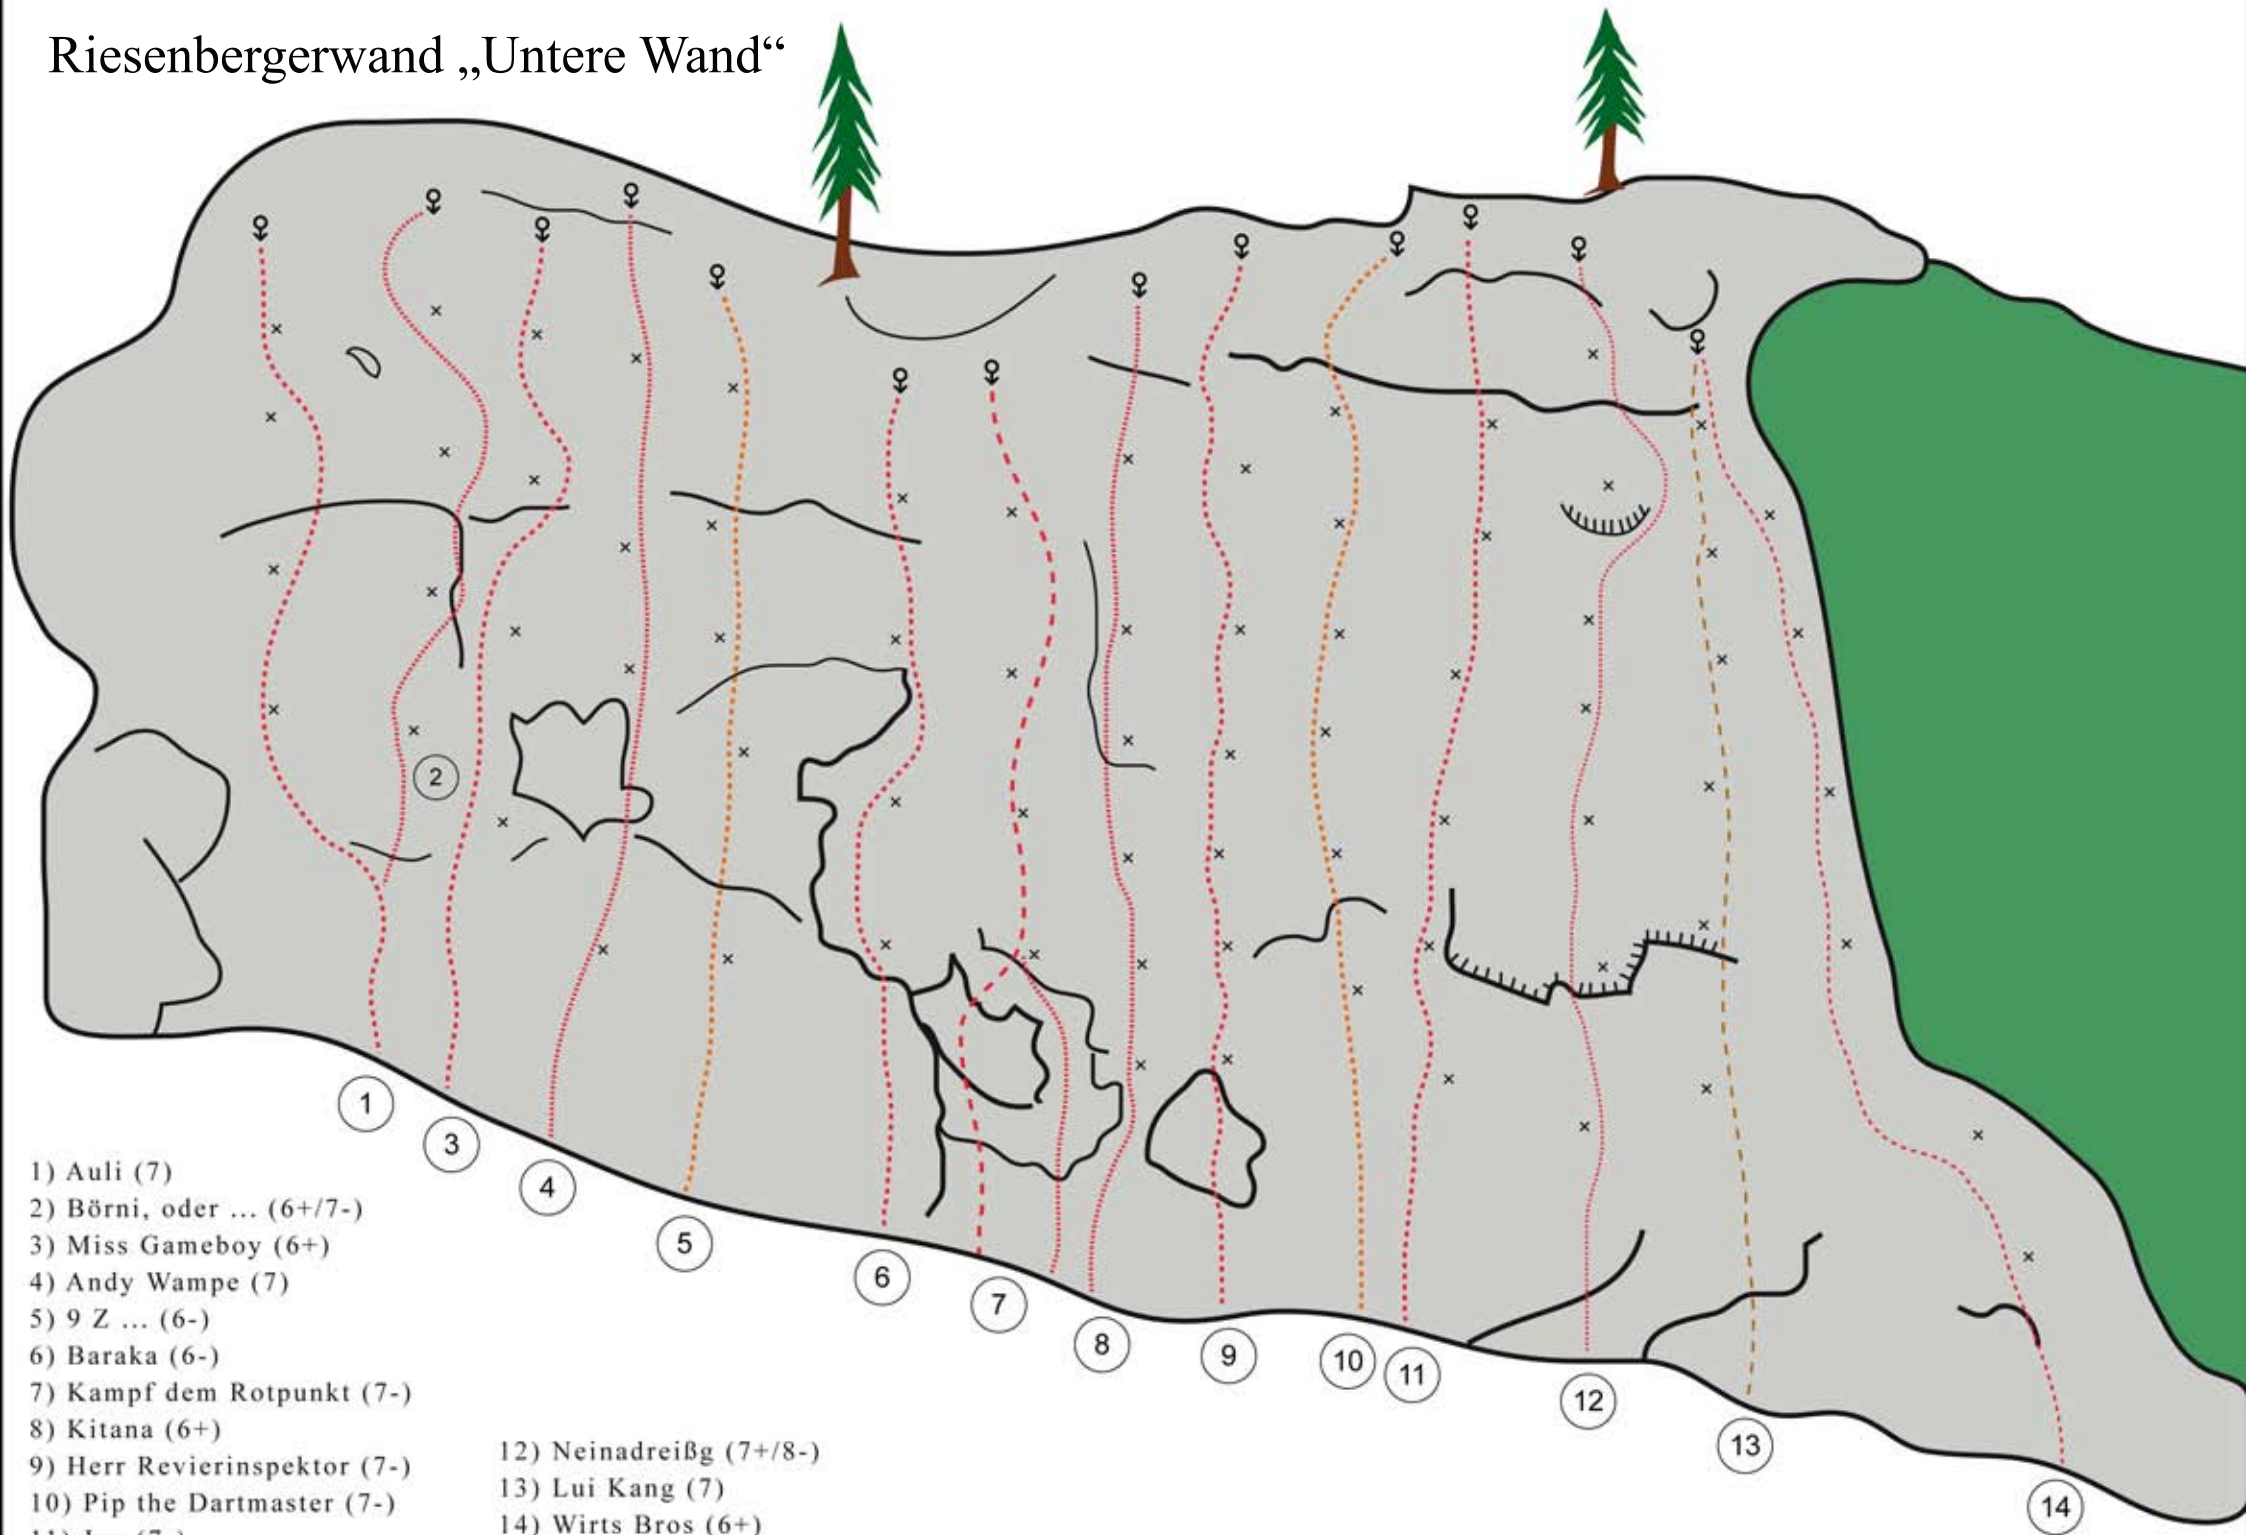 Riesenbergerwand „Untere Wand“
2
1
3
4
5
6
7
8
9
10
11
12
13
14
1) Auli (7)
2) Börni, oder ... (6+/7-)
3) Miss Gameboy (6+)
4) Andy Wampe (7)
5) 9 Z ... (6-)
6) Baraka (6-)
7) Kampf dem Rotpunkt (7-)
8) Kitana (6+)
9) Herr Revierinspektor (7-)
10) Pip the Dartmaster (7-)
12) Neinadreißg (7+/8-)
13) Lui Kang (7)
14) Wirts Bros (6+)